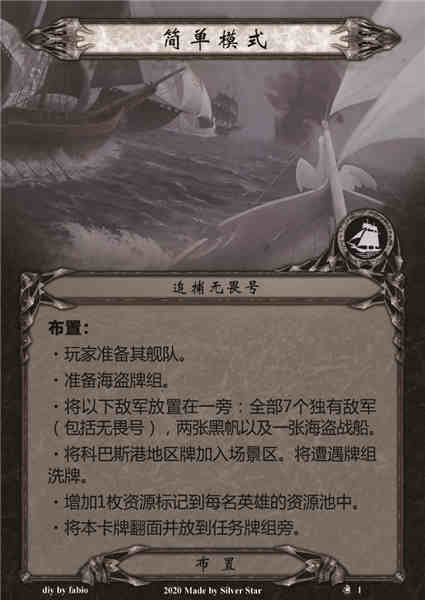 简单模式
追捕无畏号
布置：
·玩家准备其舰队。
·准备海盗牌组。
·将以下敌军放置在一旁：全部7个独有敌军
（包括无畏号），两张黑帆以及一张海盗战船。
·将科巴斯港地区牌加入场景区。将遭遇牌组
洗牌。
·增加1枚资源标记到每名英雄的资源池中。
·将本卡牌翻面并放到任务牌组旁。
布置
diy by fabio 2020 Made by Silver Star 1